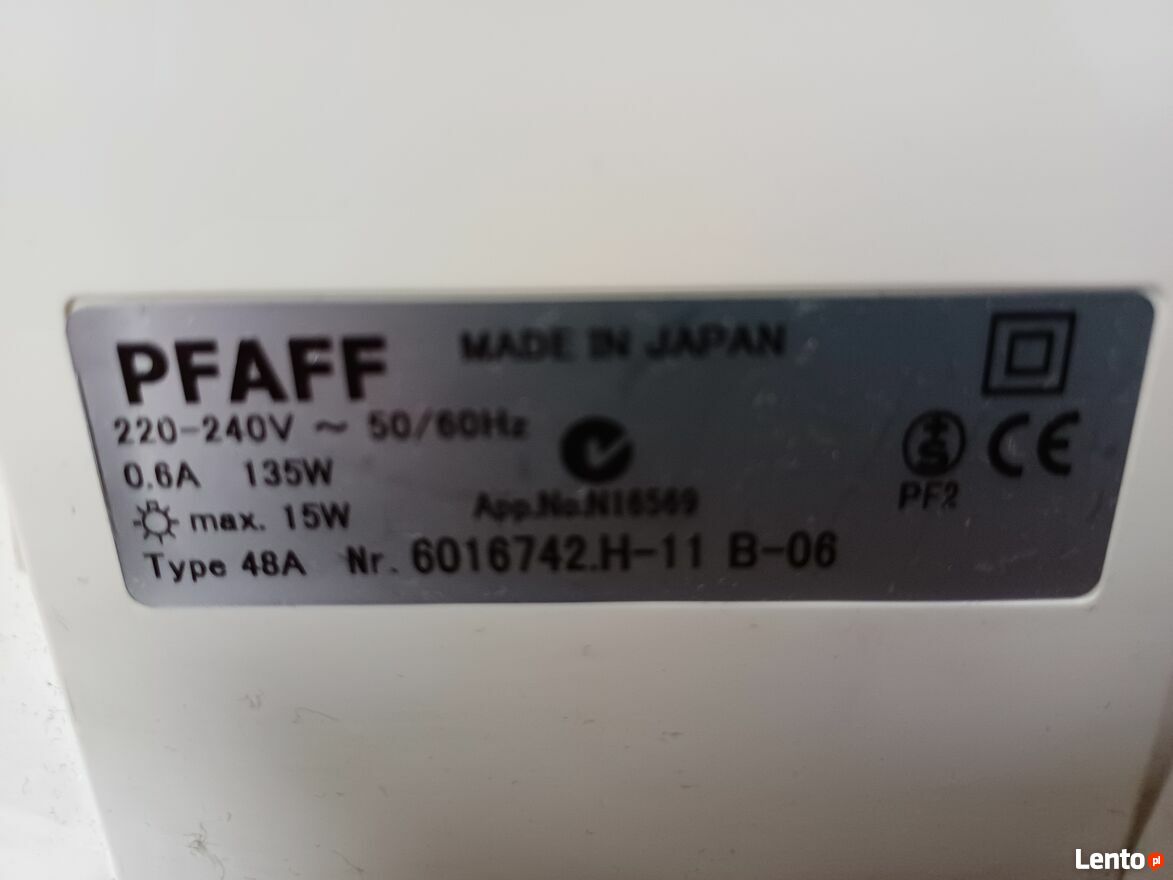 PFAFF MADE IN JAPAN
220-240V ~ 50/60Hz
0.6A 135W
max. 15W
App.No.N16569
PF2
CE
Type 48A Nr. 6016742.H-11 B-06
Lento.pl